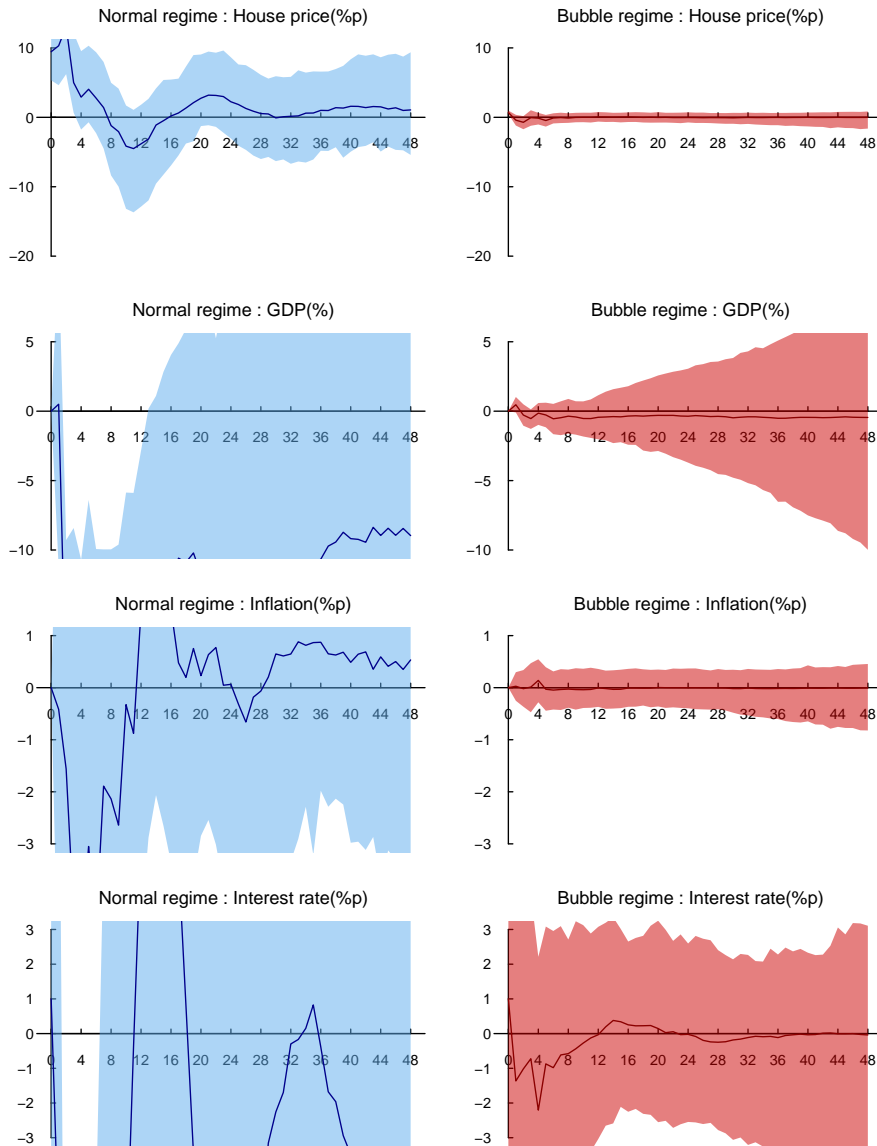 Normal regime : House price(%p)
10
0
−10
−20
0 4 8 12 16 20 24 28 32 36 40 44 48
Bubble regime : House price(%p)
10
0
−10
−20
0 4 8 12 16 20 24 28 32 36 40 44 48
Normal regime : GDP(%)
5
0
−5
−10
0 4 8 12 16 20 24 28 32 36 40 44 48
Bubble regime : GDP(%)
5
0
−5
−10
0 4 8 12 16 20 24 28 32 36 40 44 48
Normal regime : Inflation(%p)
1
0
−1
−2
−3
0 4 8 12 16 20 24 28 32 36 40 44 48
Bubble regime : Inflation(%p)
1
0
−1
−2
−3
0 4 8 12 16 20 24 28 32 36 40 44 48
Normal regime : Interest rate(%p)
3
2
1
0
−1
−2
−3
0 4 8 12 16 20 24 28 32 36 40 44 48
Bubble regime : Interest rate(%p)
3
2
1
0
−1
−2
−3
0 4 8 12 16 20 24 28 32 36 40 44 48